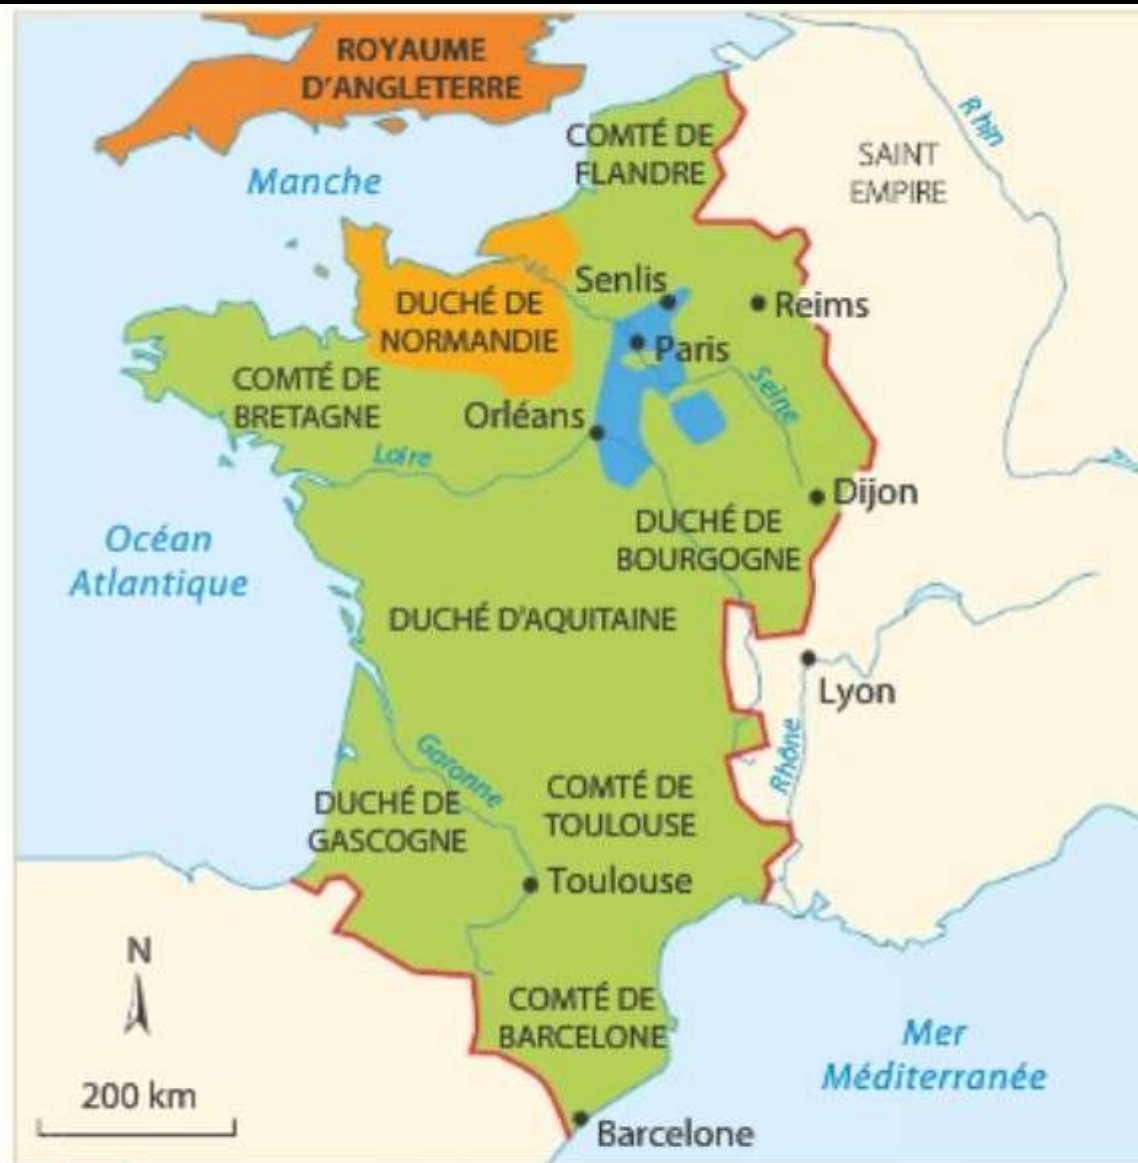 ROYAUME
D'ANGLETERRE
Rhin
COMTÉ DE
FLANDRE
SAINT
EMPIRE
Manche
Senlis
Reims
DUCHÉ DE
NORMANDIE
Paris
Seine
COMTÉ DE
BRETAGNE
Orléans
Loire
Dijon
DUCHÉ DE
BOURGOGNE
Océan
Atlantique
DUCHÉ D'AQUITAINE
Lyon
Rhône
Garonne
COMTÉ DE
TOULOUSE
DUCHÉ DE
GASCOGNE
Toulouse
N
COMTÉ DE
BARCELONE
Mer
Méditerranée
200 km
Barcelone